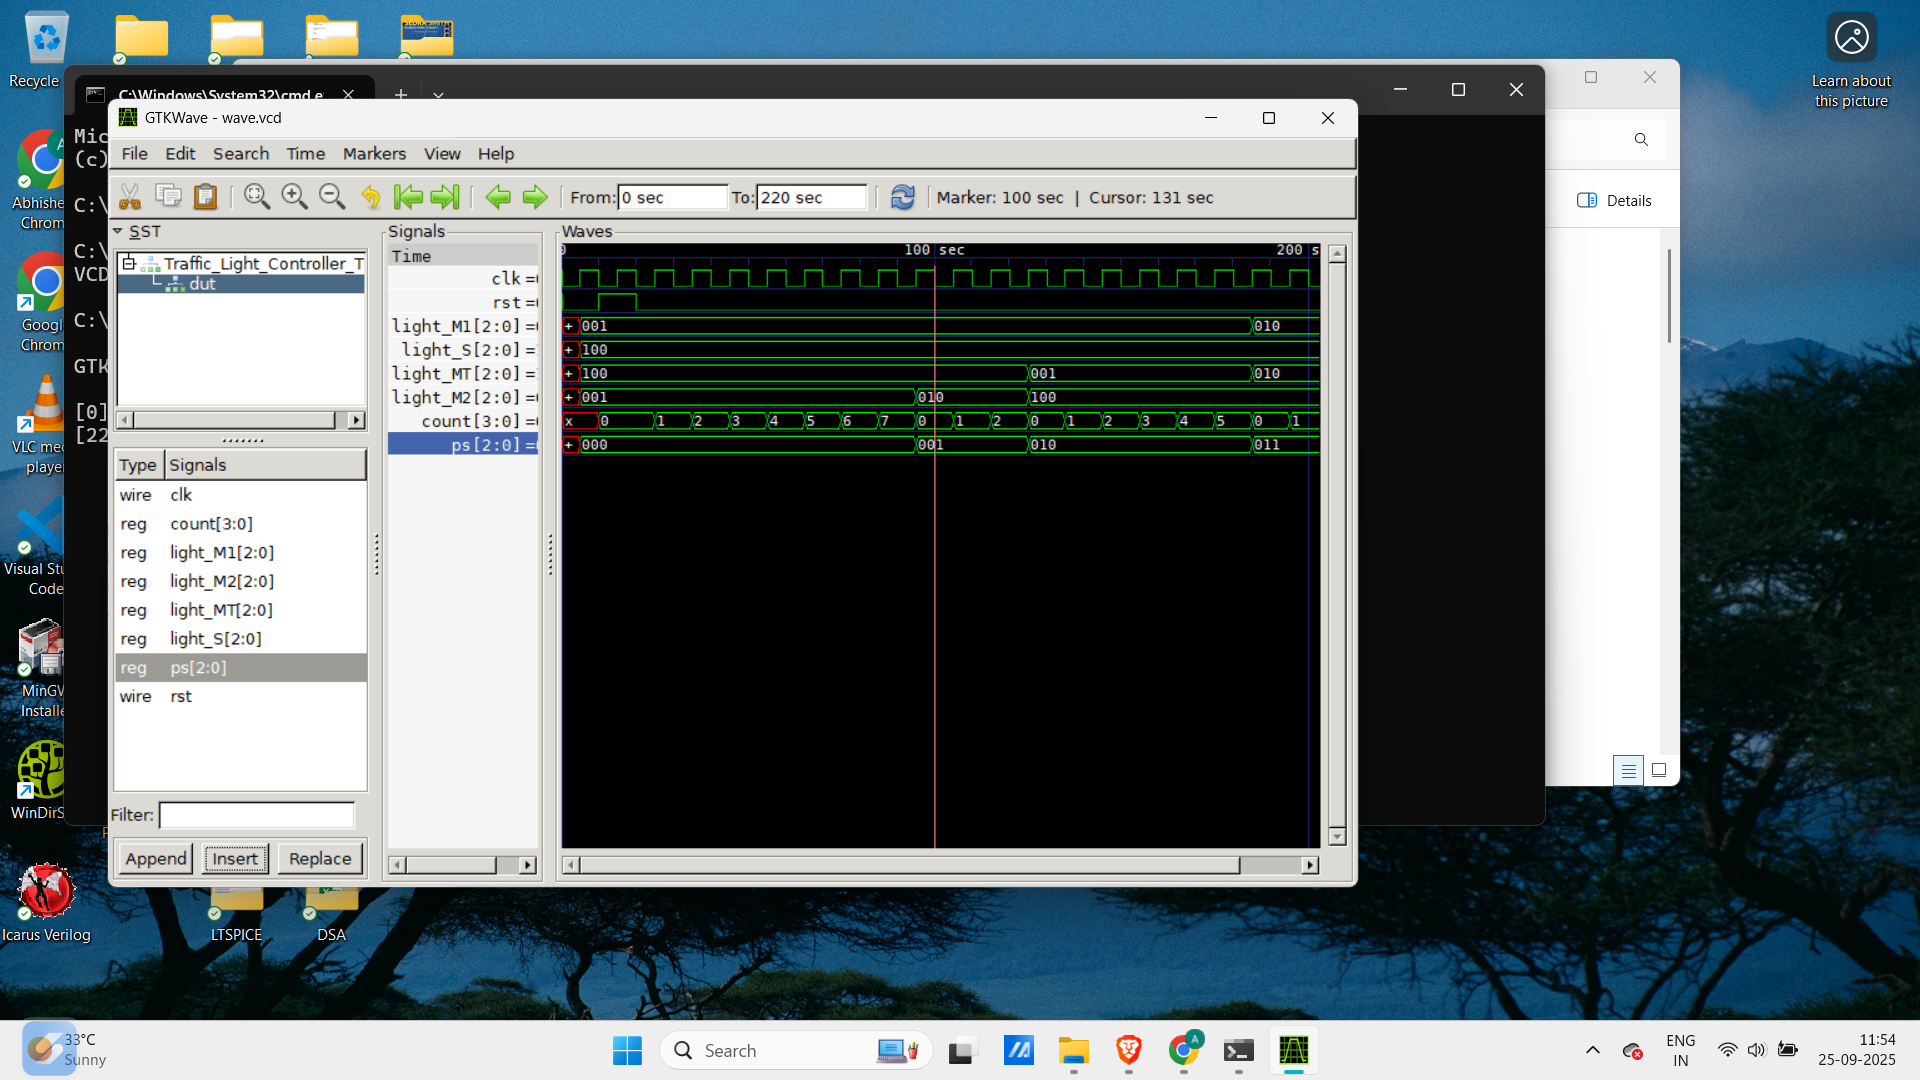 Recycle
Learn about
this picture
C:\Windows\System32\cmd.e
GTKWave - wave.vcd
Mic
(c)
File Edit Search Time Markers View Help
From: 0 sec To: 220 sec Marker: 100 sec | Cursor: 131 sec
Details
Abhishe
Chrom
C:\
SST
Signals
Waves
Traffic_Light_Controller_T
dut
Time
100 sec
200 s
clk
rst
light_M1[2:0] = + 001 010
light_S[2:0] = + 100
light_MT[2:0] = + 100 001 010
light_M2[2:0] = + 001 010 100
count[3:0] = x 0 1 2 3 4 5 6 7 0 1 2 0 1 2 3 4 5 0 1
ps[2:0] = + 000 001 010 011
C:\
VCD
C:\
GTK
[0]
[22
Googl
Chrom
VLC me
playe
Type Signals
wire clk
reg count[3:0]
reg light_M1[2:0]
reg light_M2[2:0]
reg light_MT[2:0]
reg light_S[2:0]
reg ps[2:0]
wire rst
Visual Stu
Code
MinGW
Installe
WinDirS
Filter:
Append Insert Replace
Icarus Verilog
LTSPICE
DSA
33°C
Sunny
Search
ENG
IN
11:54
25-09-2025